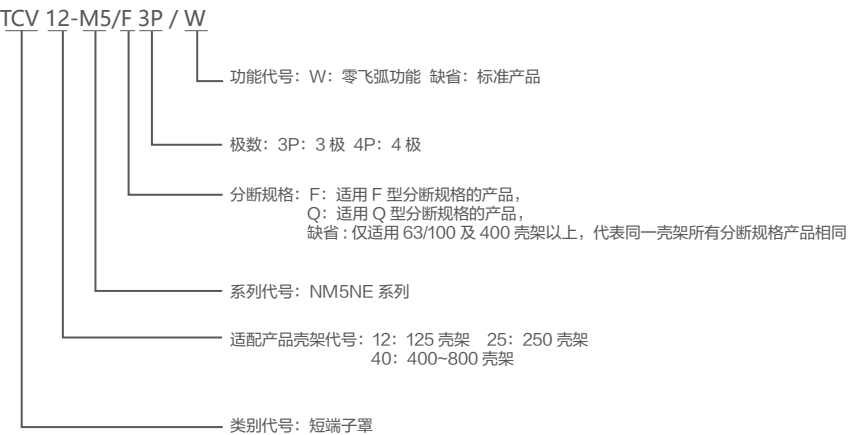 TCV 12-M5/F 3P / W
功能代号：W：零飞弧功能 缺省：标准产品
极数：3P：3 极 4P：4 极
分断规格：F：适用 F 型分断规格的产品，
Q：适用 Q 型分断规格的产品，
缺省 : 仅适用 63/100 及 400 壳架以上，代表同一壳架所有分断规格产品相同
系列代号：NM5NE 系列
适配产品壳架代号：12：125 壳架 25：250 壳架
40：400~800 壳架
类别代号：短端子罩